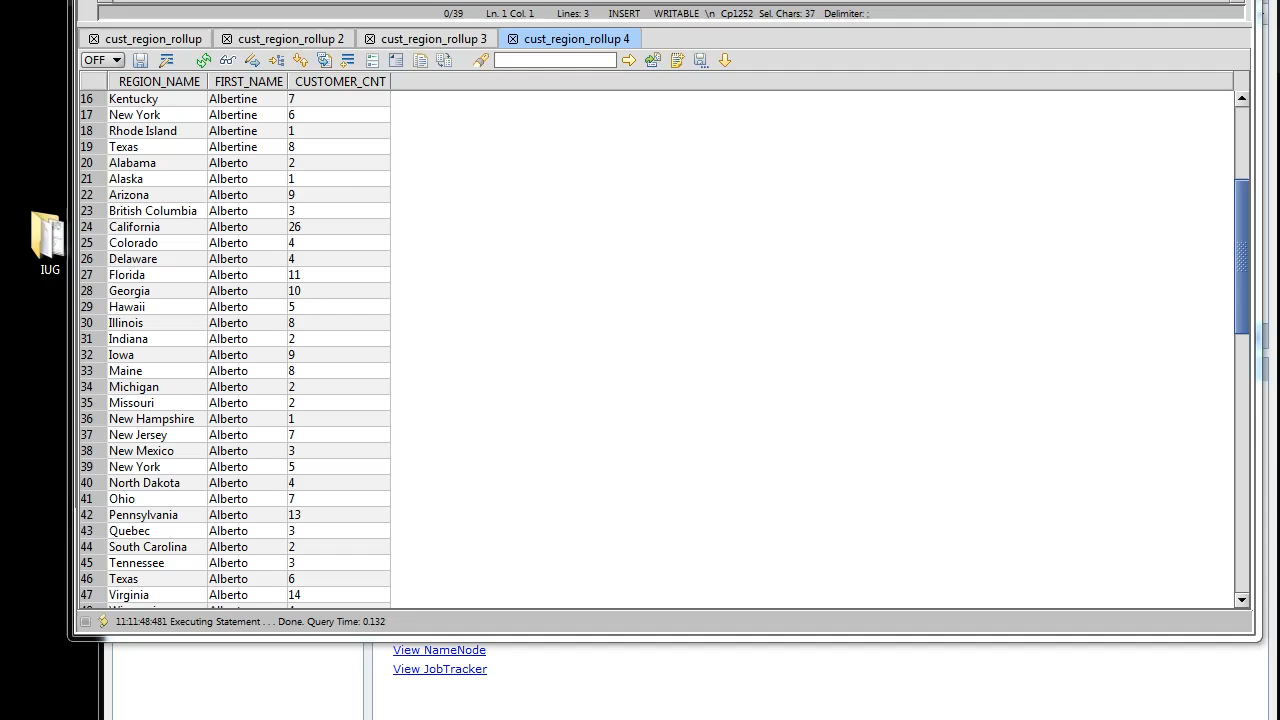 0/39 Ln. 1 Col. 1 Lines: 3 INSERT WRITABLE \n Cp1252 Sel. Chars: 37 Delimiter: ;
cust_region_rollup cust_region_rollup 2 cust_region_rollup 3 cust_region_rollup 4
OFF
REGION_NAME FIRST_NAME CUSTOMER_CNT
16 Kentucky Albertine 7
17 New York Albertine 6
18 Rhode Island Albertine 1
19 Texas Albertine 8
20 Alabama Alberto 2
21 Alaska Alberto 1
22 Arizona Alberto 9
23 British Columbia Alberto 3
24 California Alberto 26
25 Colorado Alberto 4
26 Delaware Alberto 4
27 Florida Alberto 11
28 Georgia Alberto 10
29 Hawaii Alberto 5
30 Illinois Alberto 8
31 Indiana Alberto 2
32 Iowa Alberto 9
33 Maine Alberto 8
34 Michigan Alberto 2
35 Missouri Alberto 2
36 New Hampshire Alberto 1
37 New Jersey Alberto 7
38 New Mexico Alberto 3
39 New York Alberto 5
40 North Dakota Alberto 4
41 Ohio Alberto 7
42 Pennsylvania Alberto 13
43 Quebec Alberto 3
44 South Carolina Alberto 2
45 Tennessee Alberto 3
46 Texas Alberto 6
47 Virginia Alberto 14
11:11:48:481 Executing Statement . . . Done. Query Time: 0.132
IUG
View NameNode
View JobTracker